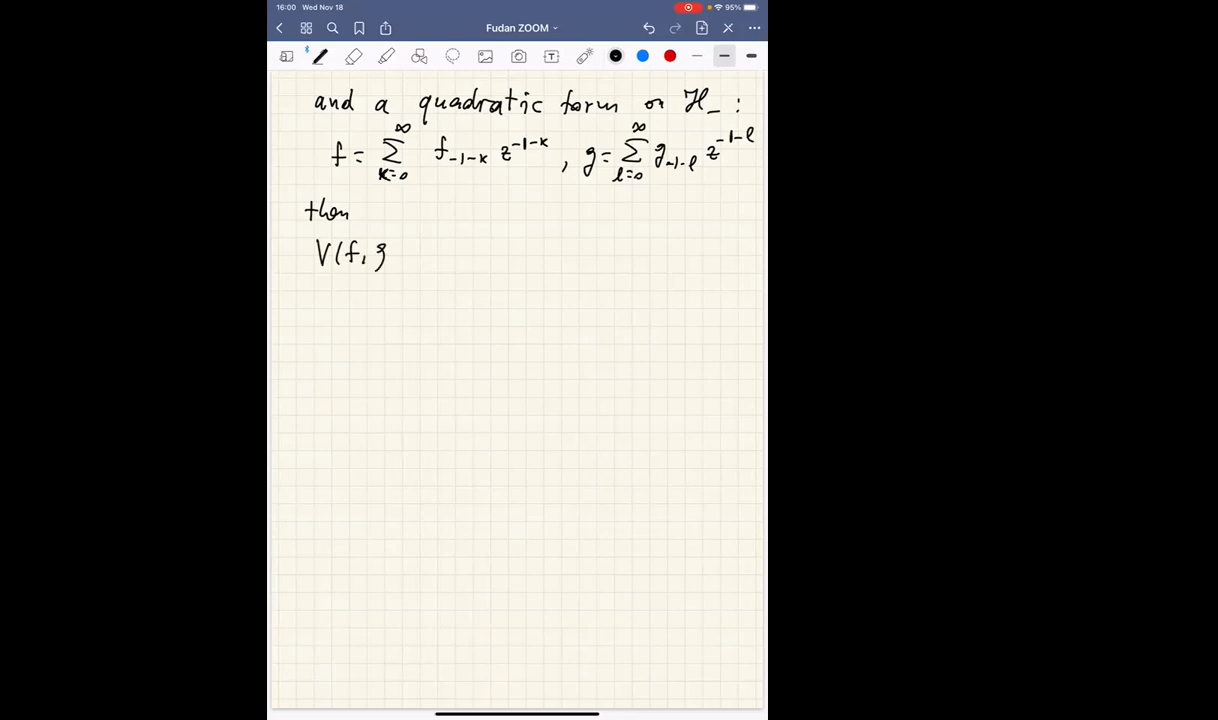 16:00 Wed Nov 18 95%
Fudan ZOOM
and a quadratic form on ℋ₋ :
f = ∑_{k=0}^{∞} f_{-1-k} z^{-1-k} , g = ∑_{l=0}^{∞} g_{-1-l} z^{-1-l}
then
V(f, g